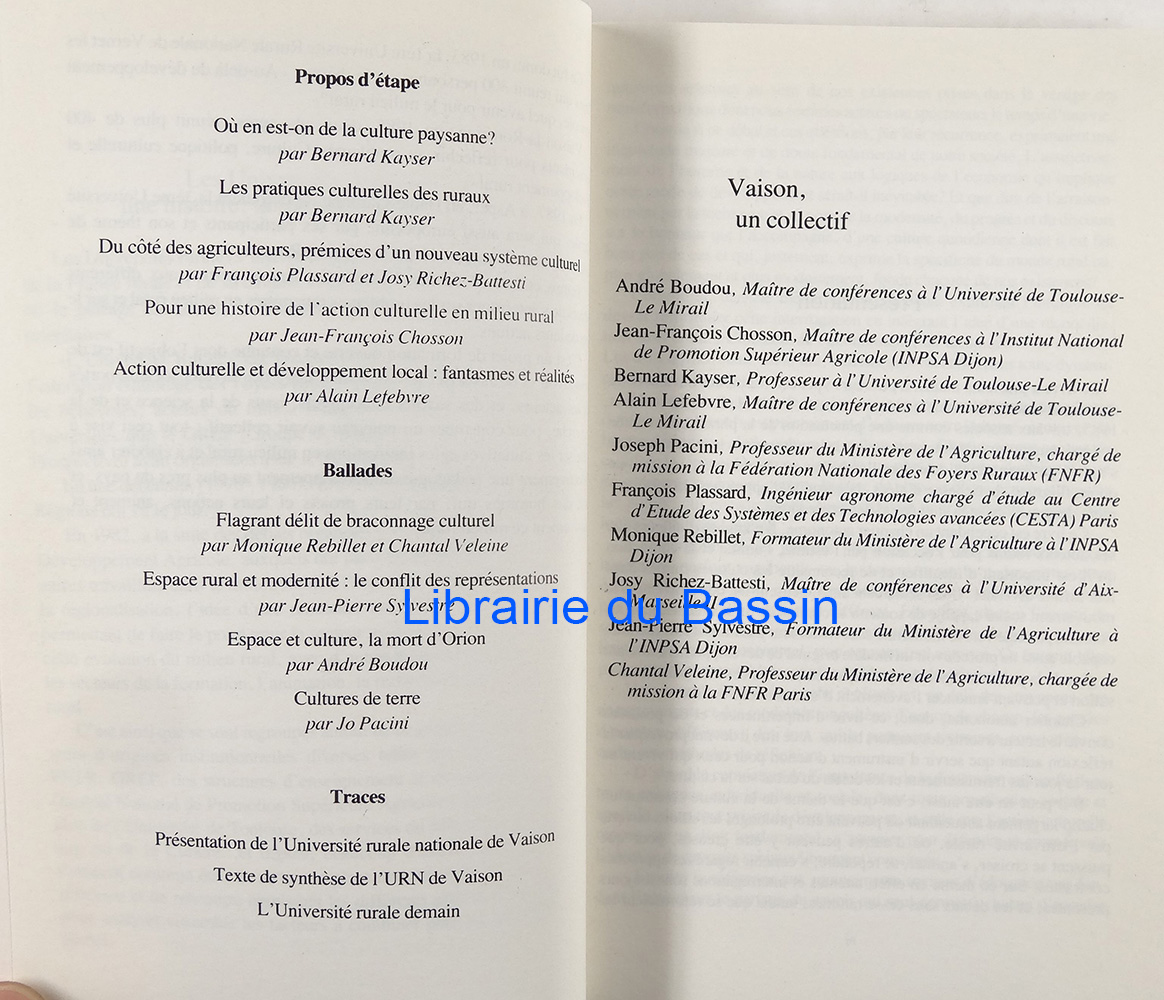 Propos d'étape
Où en est-on de la culture paysanne?
par Bernard Kayser
Les pratiques culturelles des ruraux
par Bernard Kayser
Du côté des agriculteurs, prémices d'un nouveau système culturel
par François Plassard et Josy Richez-Battesti
Pour une histoire de l'action culturelle en milieu rural
par Jean-François Chosson
Action culturelle et développement local : fantasmes et réalités
par Alain Lefebvre
Ballades
Flagrant délit de braconnage culturel
par Monique Rebillet et Chantal Veleine
Espace rural et modernité : le conflit des représentations
par Jean-Pierre Sylvestre
Espace et culture, la mort d'Orion
par André Boudou
Cultures de terre
par Jo Pacini
Traces
Présentation de l'Université rurale nationale de Vaison
Texte de synthèse de l'URN de Vaison
L'Université rurale demain
Vaison,
un collectif
André Boudou, Maître de conférences à l'Université de Toulouse-
Le Mirail
Jean-François Chosson, Maître de conférences à l'Institut National
de Promotion Supérieur Agricole (INPSA Dijon)
Bernard Kayser, Professeur à l'Université de Toulouse-Le Mirail
Alain Lefebvre, Maître de conférences à l'Université de Toulouse-
Le Mirail
Joseph Pacini, Professeur du Ministère de l'Agriculture, chargé de
mission à la Fédération Nationale des Foyers Ruraux (FNFR)
François Plassard, Ingénieur agronome chargé d'étude au Centre
d'Etude des Systèmes et des Technologies avancées (CESTA) Paris
Monique Rebillet, Formateur du Ministère de l'Agriculture à l'INPSA
Dijon
Josy Richez-Battesti, Maître de conférences à l'Université d'Aix-
Marseille II
Jean-Pierre Sylvestre, Formateur du Ministère de l'Agriculture à
l'INPSA Dijon
Chantal Veleine, Professeur du Ministère de l'Agriculture, chargée de
mission à la FNFR Paris
Librairie du Bassin